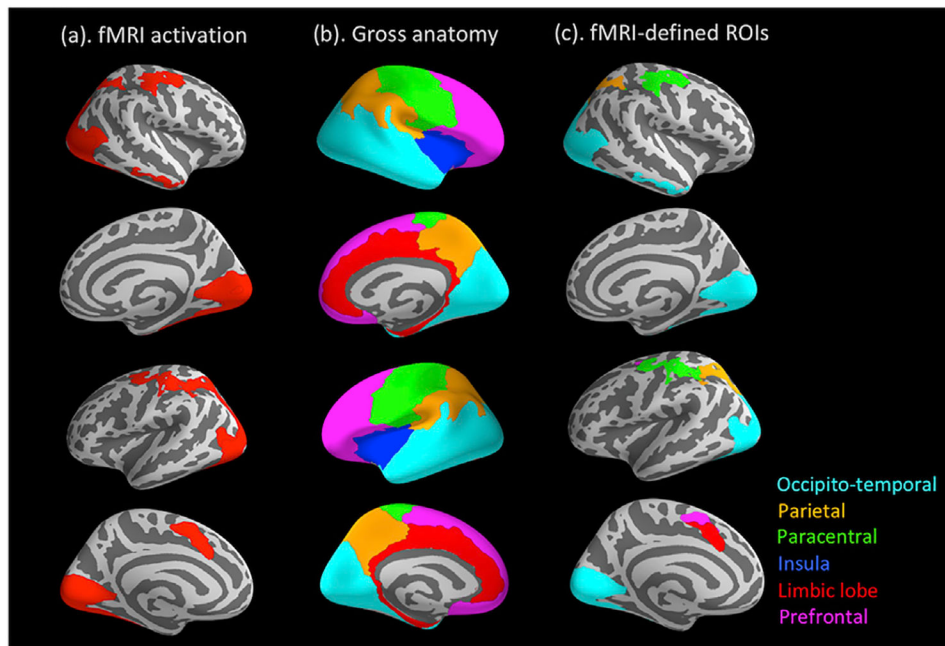 (a). fMRI activation
(b). Gross anatomy
(c). fMRI-defined ROIs
Occipito-temporal
Parietal
Paracentral
Insula
Limbic lobe
Prefrontal